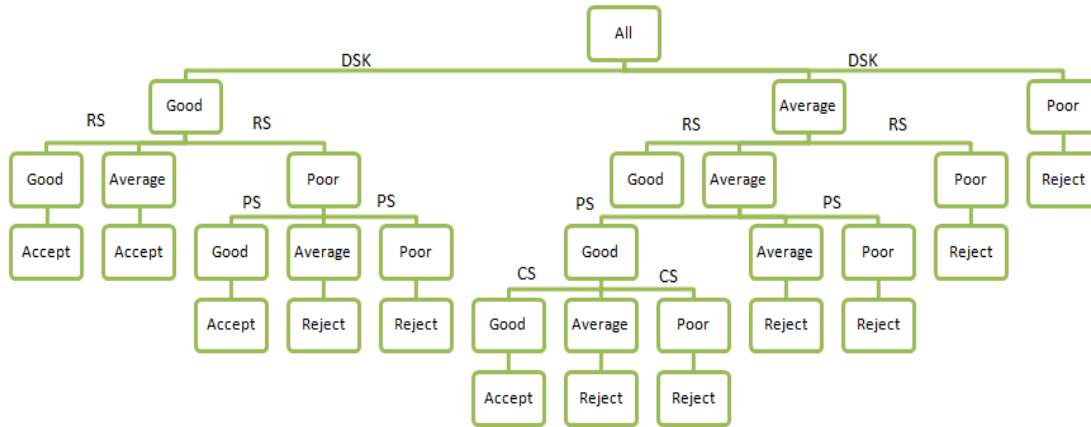 All
DSK DSK
Good Average Poor
RS RS RS RS
Good Average Poor Good Average Poor Reject
PS PS PS PS
Accept Accept Good Average Poor Good Average Poor Reject
CS CS
Accept Reject Reject Good Average Poor Reject Reject
Accept Reject Reject